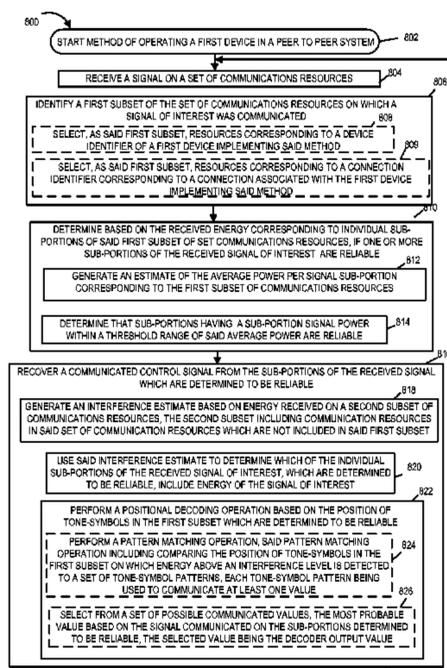 800
START METHOD OF OPERATING A FIRST DEVICE IN A PEER TO PEER SYSTEM
802
RECEIVE A SIGNAL ON A SET OF COMMUNICATIONS RESOURCES
804
806
IDENTIFY A FIRST SUBSET OF THE SET OF COMMUNICATIONS RESOURCES ON WHICH A
SIGNAL OF INTEREST WAS COMMUNICATED
808
SELECT, AS SAID FIRST SUBSET, RESOURCES CORRESPONDING TO A DEVICE
IDENTIFIER OF A FIRST DEVICE IMPLEMENTING SAID METHOD
809
SELECT, AS SAID FIRST SUBSET, RESOURCES CORRESPONDING TO A CONNECTION
IDENTIFIER CORRESPONDING TO A CONNECTION ASSOCIATED WITH THE FIRST DEVICE
IMPLEMENTING SAID METHOD
810
DETERMINE BASED ON THE RECEIVED ENERGY CORRESPONDING TO INDIVIDUAL SUB-
PORTIONS OF SAID FIRST SUBSET OF SET COMMUNICATIONS RESOURCES, IF ONE OR MORE
SUB-PORTIONS OF THE RECEIVED SIGNAL OF INTEREST ARE RELIABLE
812
GENERATE AN ESTIMATE OF THE AVERAGE POWER PER SIGNAL SUB-PORTION
CORRESPONDING TO THE FIRST SUBSET OF COMMUNICATIONS RESOURCES
814
DETERMINE THAT SUB-PORTIONS HAVING A SUB-PORTION SIGNAL POWER
WITHIN A THRESHOLD RANGE OF SAID AVERAGE POWER ARE RELIABLE
RECOVER A COMMUNICATED CONTROL SIGNAL FROM THE SUB-PORTIONS OF THE RECEIVED SIGNAL
WHICH ARE DETERMINED TO BE RELIABLE
818
GENERATE AN INTERFERENCE ESTIMATE BASED ON ENERGY RECEIVED ON A SECOND SUBSET OF
COMMUNICATIONS RESOURCES, THE SECOND SUBSET INCLUDING COMMUNICATION RESOURCES
IN SAID SET OF COMMUNICATION RESOURCES WHICH ARE NOT INCLUDED IN SAID FIRST SUBSET
820
USE SAID INTERFERENCE ESTIMATE TO DETERMINE WHICH OF THE INDIVIDUAL
SUB-PORTIONS OF THE RECEIVED SIGNAL OF INTEREST, WHICH ARE DETERMINED
TO BE RELIABLE, INCLUDE ENERGY OF THE SIGNAL OF INTEREST
822
PERFORM A POSITIONAL DECODING OPERATION BASED ON THE POSITION OF
TONE-SYMBOLS IN THE FIRST SUBSET WHICH ARE DETERMINED TO BE RELIABLE
824
PERFORM A PATTERN MATCHING OPERATION, SAID PATTERN MATCHING
OPERATION INCLUDING COMPARING THE POSITION OF TONE-SYMBOLS IN THE
FIRST SUBSET ON WHICH ENERGY ABOVE AN INTERFERENCE LEVEL IS DETECTED
TO A SET OF TONE-SYMBOL PATTERNS, EACH TONE-SYMBOL PATTERN BEING
USED TO COMMUNICATE AT LEAST ONE VALUE
826
SELECT FROM A SET OF POSSIBLE COMMUNICATED VALUES, THE MOST PROBABLE
VALUE BASED ON THE SIGNAL COMMUNICATED ON THE SUB-PORTIONS DETERMINED
TO BE RELIABLE, THE SELECTED VALUE BEING THE DECODER OUTPUT VALUE